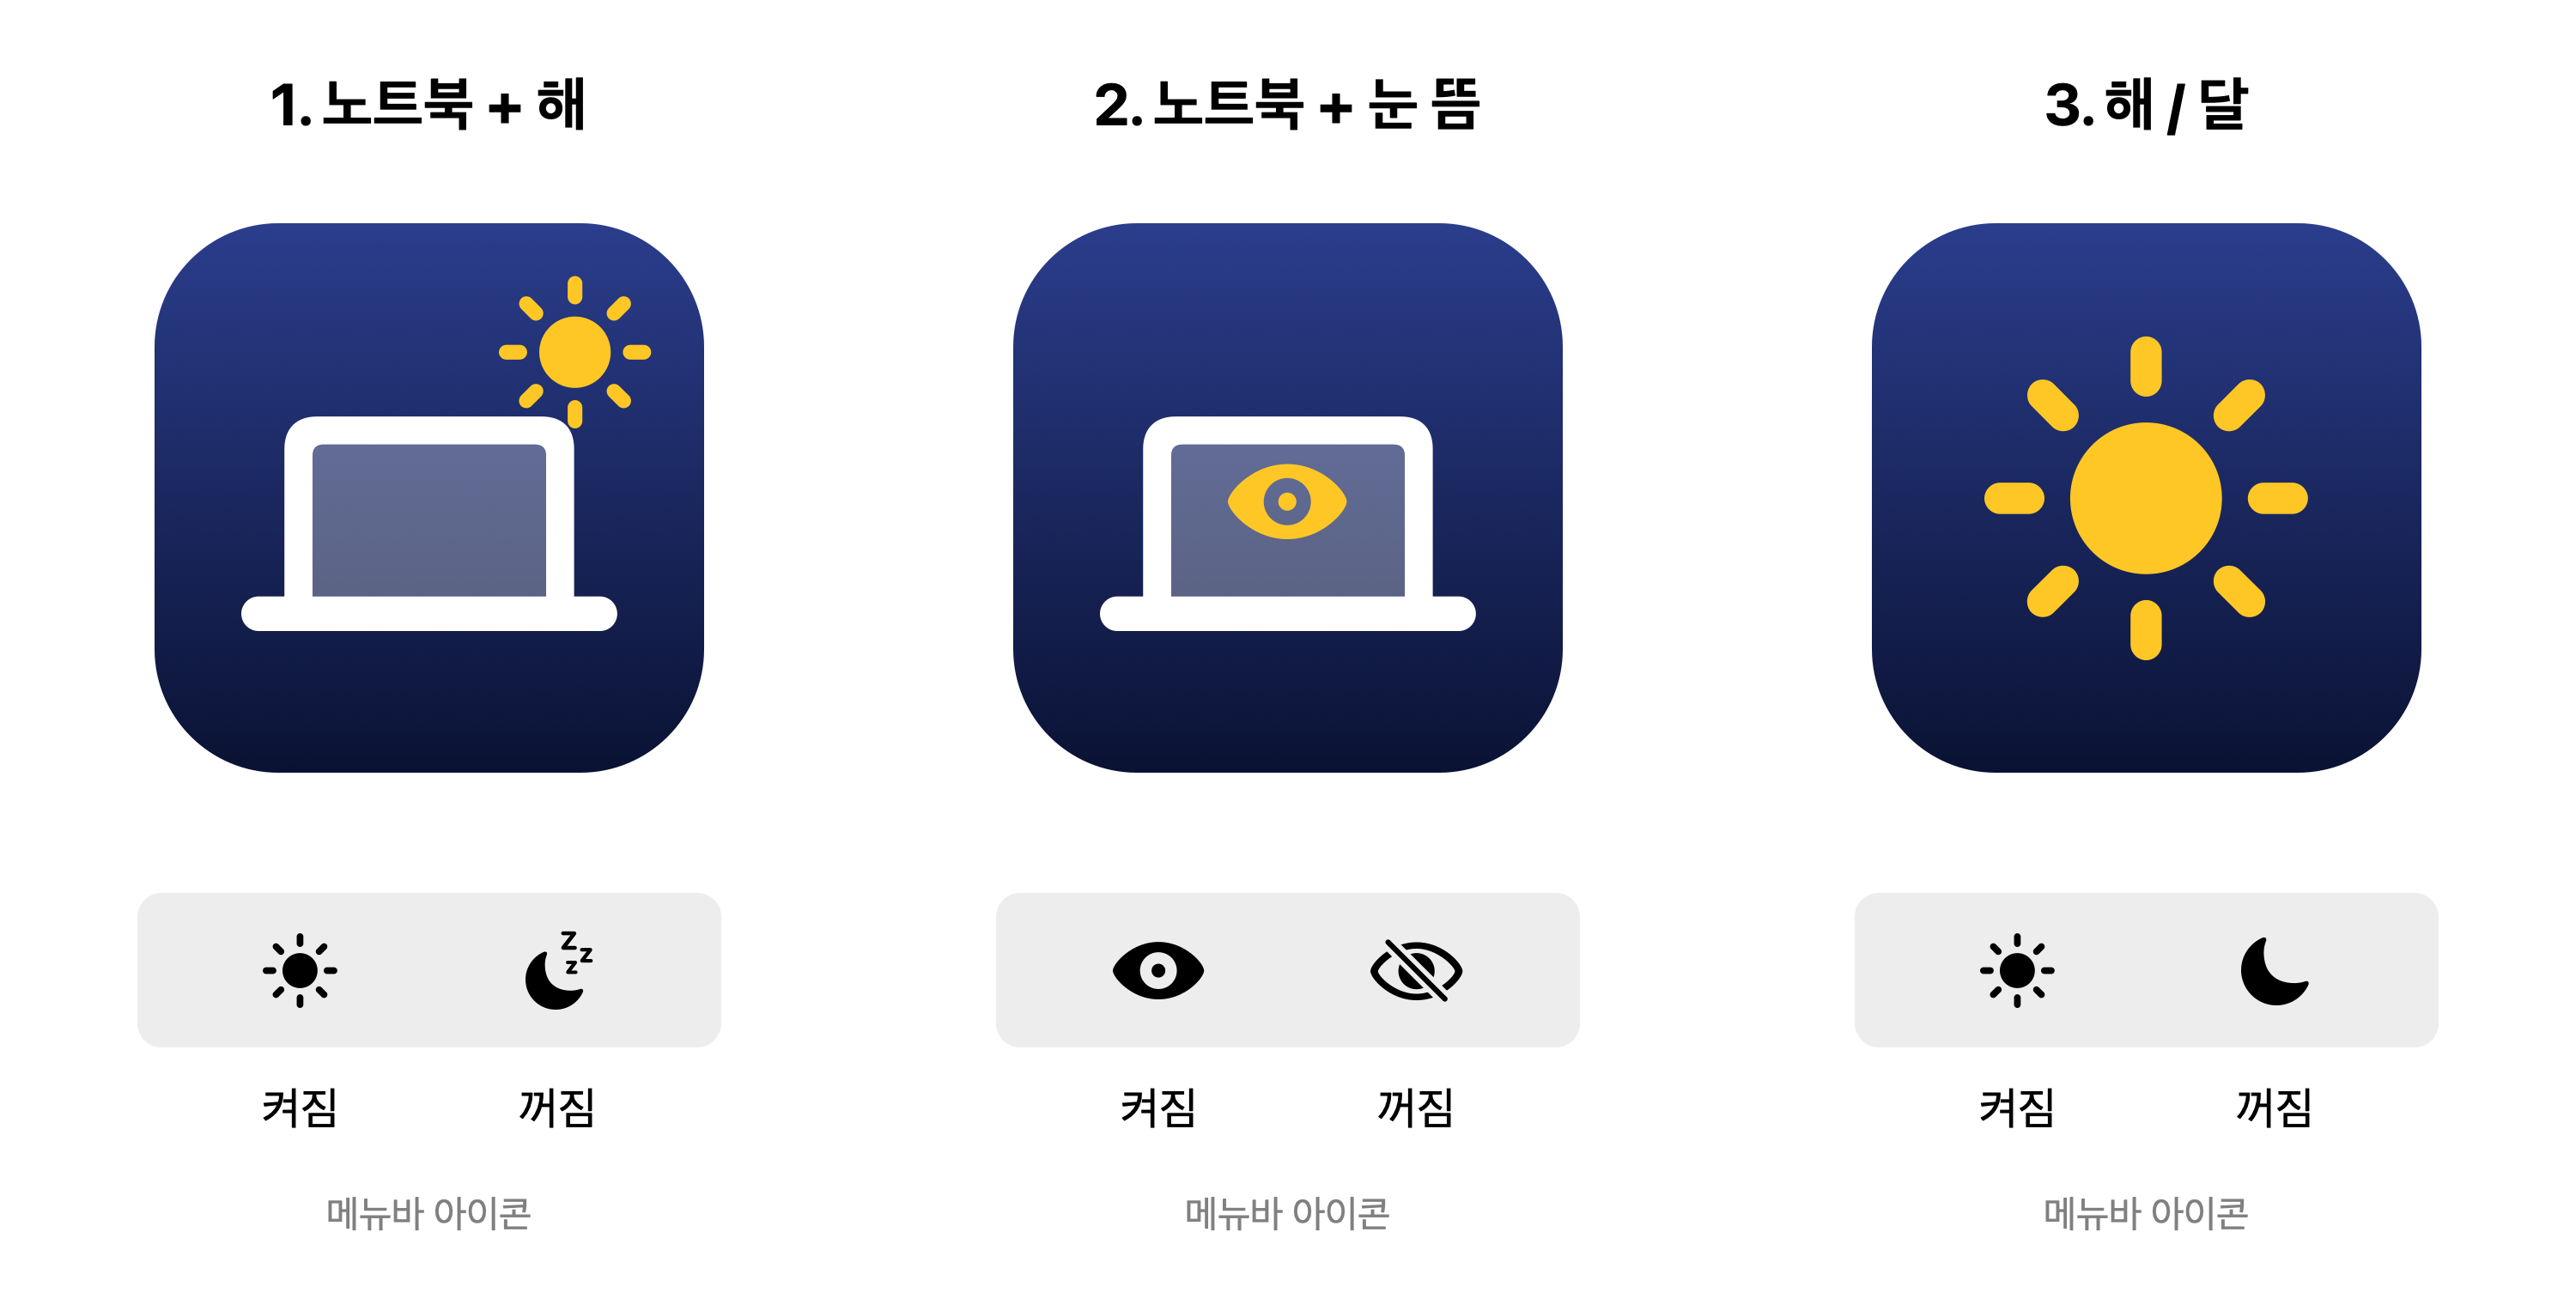 1. 노트북 + 해
2. 노트북 + 눈 뜸
3. 해 / 달
z
z
z
켜짐
꺼짐
켜짐
꺼짐
켜짐
꺼짐
메뉴바 아이콘
메뉴바 아이콘
메뉴바 아이콘